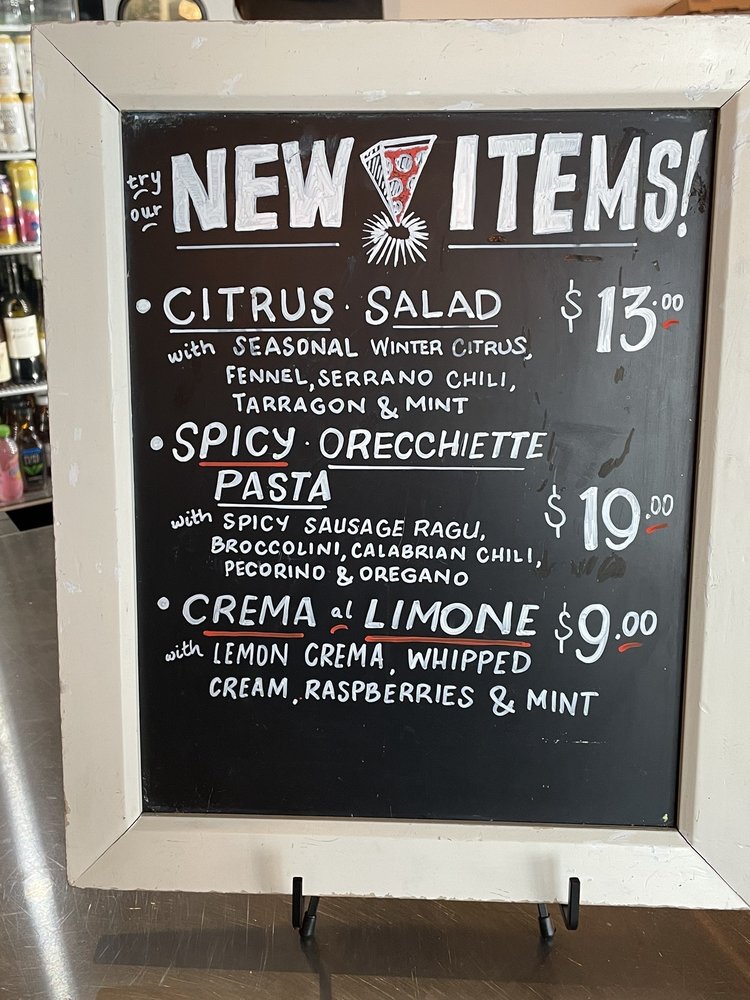 try our NEW ITEMS!
• CITRUS · SALAD $13.00
with SEASONAL WINTER CITRUS,
FENNEL, SERRANO CHILI,
TARRAGON & MINT
• SPICY · ORECCHIETTE
PASTA $19.00
with SPICY SAUSAGE RAGU,
BROCCOLINI, CALABRIAN CHILI,
PECORINO & OREGANO
• CREMA al LIMONE $9.00
with LEMON CREMA, WHIPPED
CREAM, RASPBERRIES & MINT